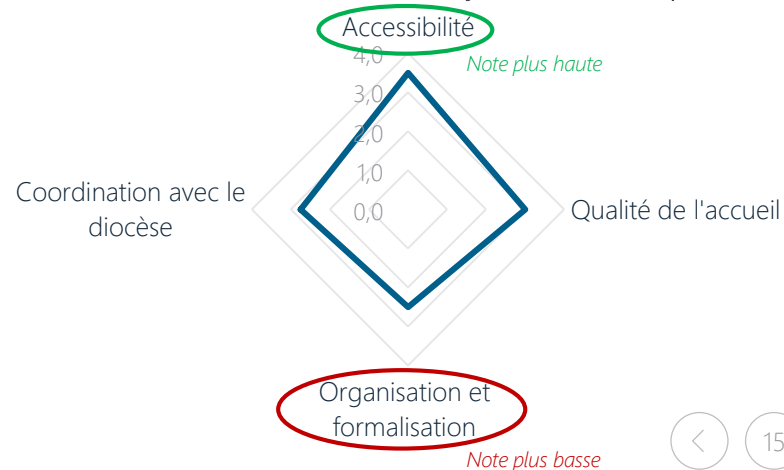 Accessibilité
4,0
Note plus haute
3,0
2,0
1,0
0,0
Coordination avec le
diocèse
Qualité de l'accueil
Organisation et
formalisation
Note plus basse
15